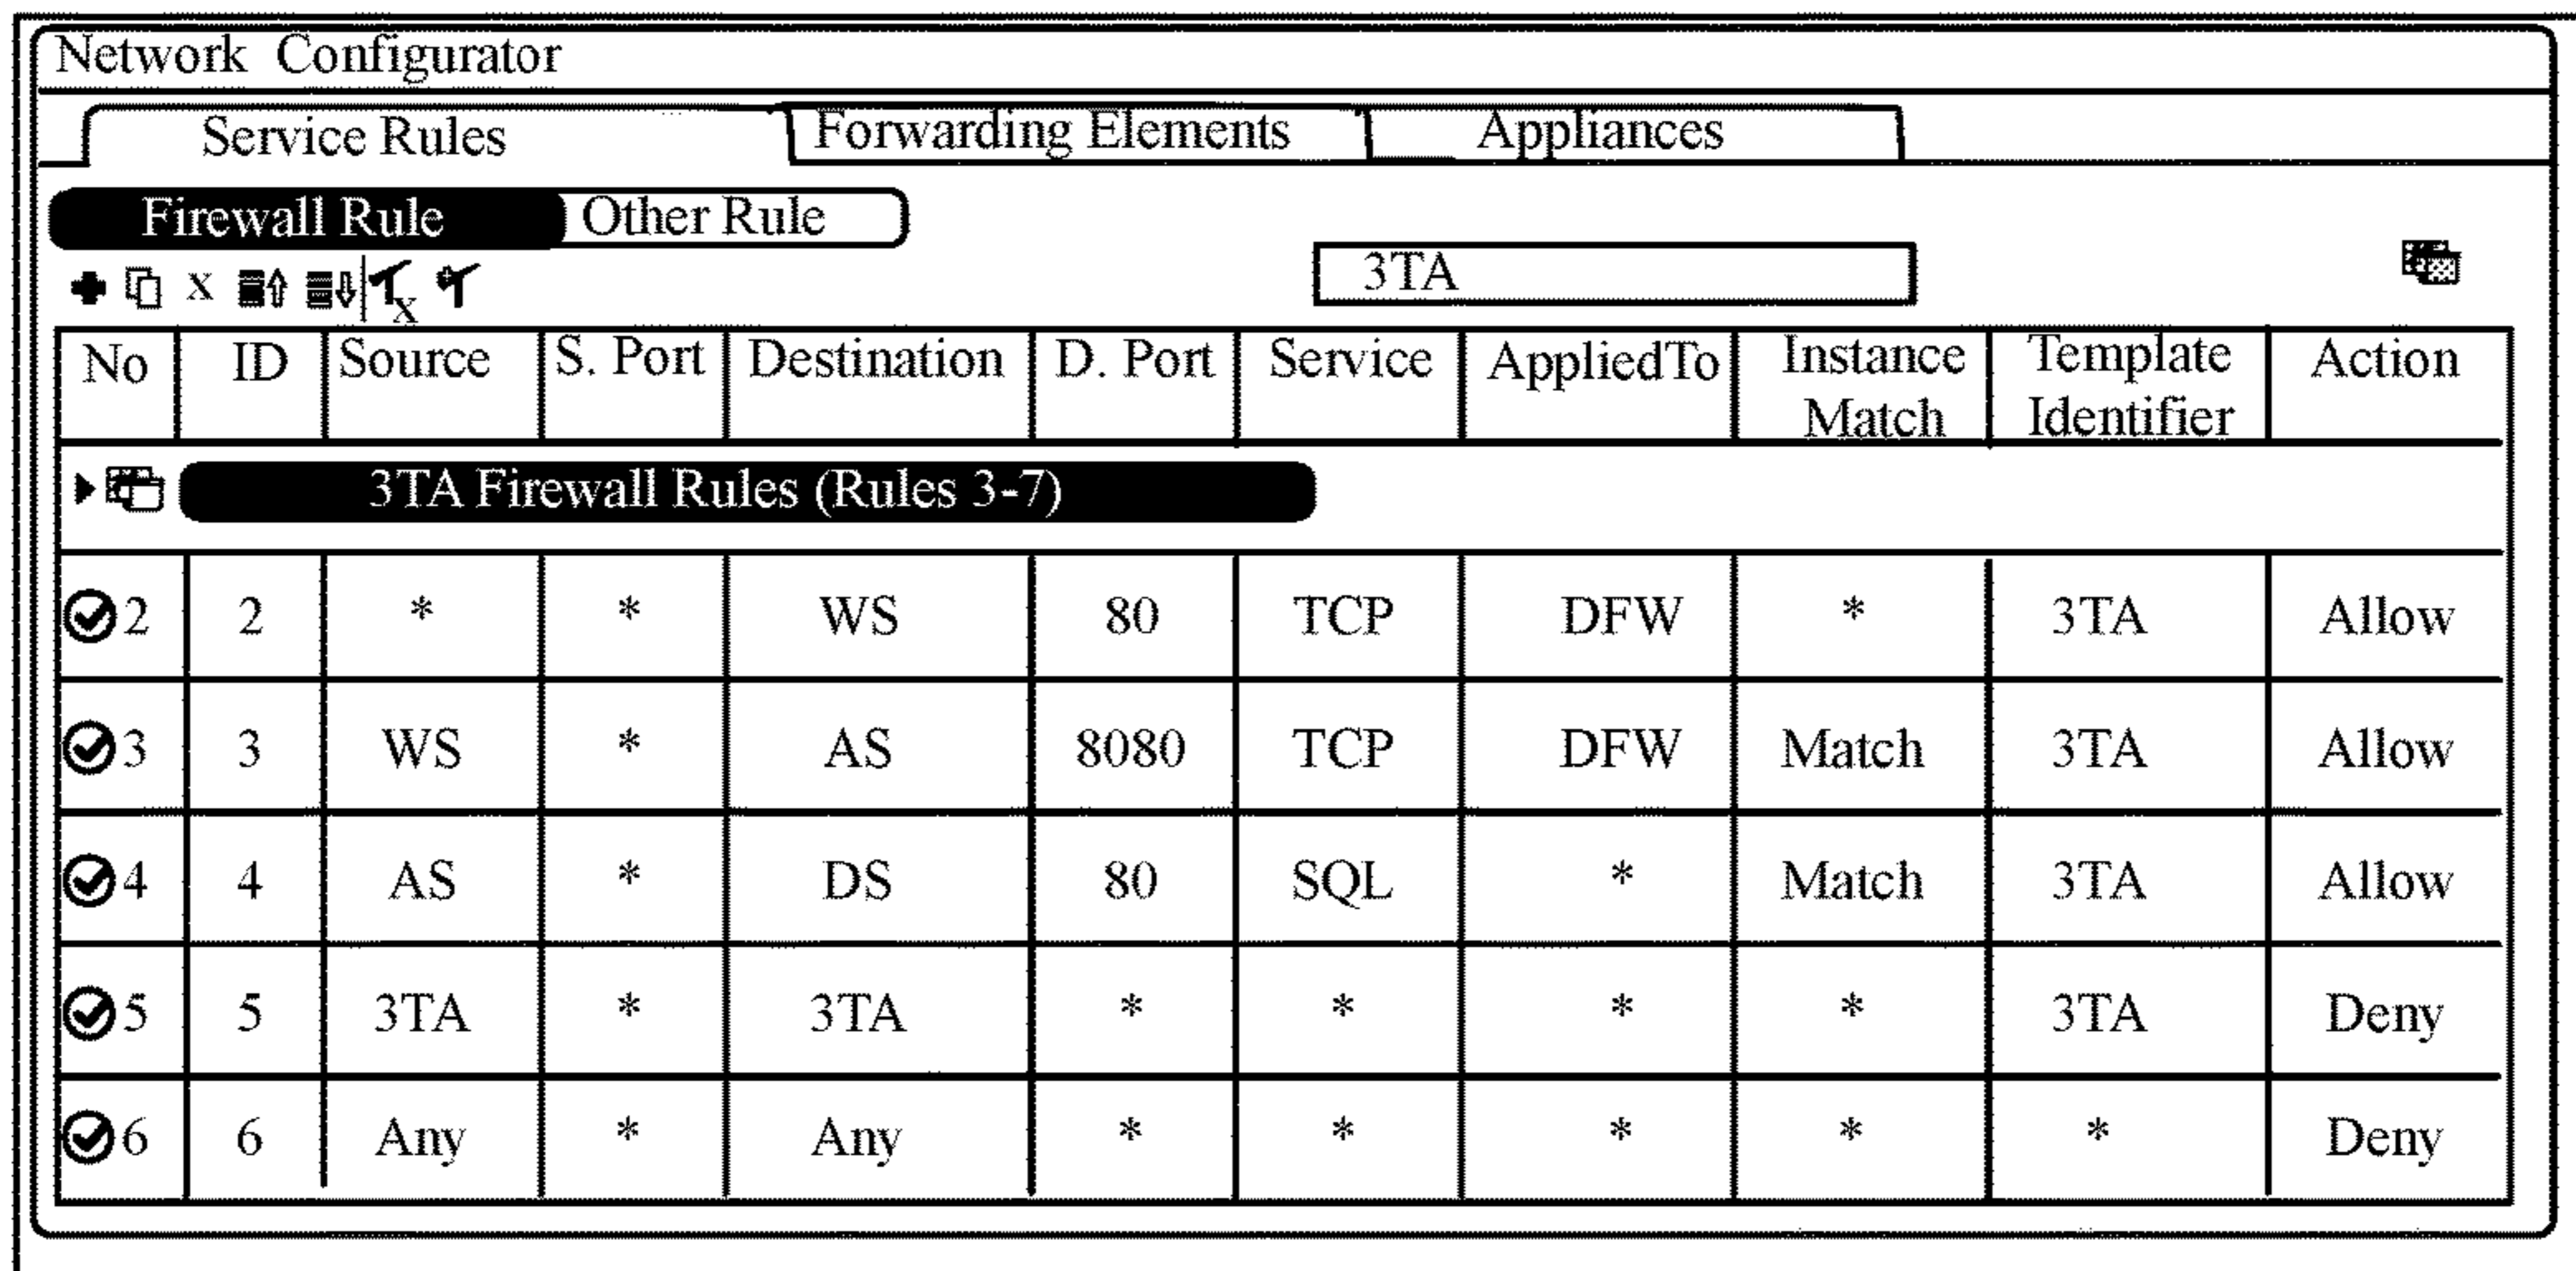 Network Configurator
Service Rules Forwarding Elements Appliances
Firewall Rule Other Rule
X X 3TA
No ID Source S. Port Destination D. Port Service AppliedTo Instance Match Template Identifier Action
3TA Firewall Rules (Rules 3-7)
2 2 * * WS 80 TCP DFW * 3TA Allow
3 3 WS * AS 8080 TCP DFW Match 3TA Allow
4 4 AS * DS 80 SQL * Match 3TA Allow
5 5 3TA * 3TA * * * * 3TA Deny
6 6 Any * Any * * * * * Deny